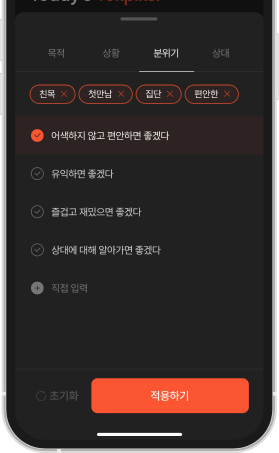 Today's TalkpickT
목적 상황 분위기 상대
친목 × 첫만남 × 집단 × 편안한 ×
어색하지 않고 편안하면 좋겠다
유익하면 좋겠다
즐겁고 재밌으면 좋겠다
상대에 대해 알아가면 좋겠다
직접 입력
초기화 적용하기